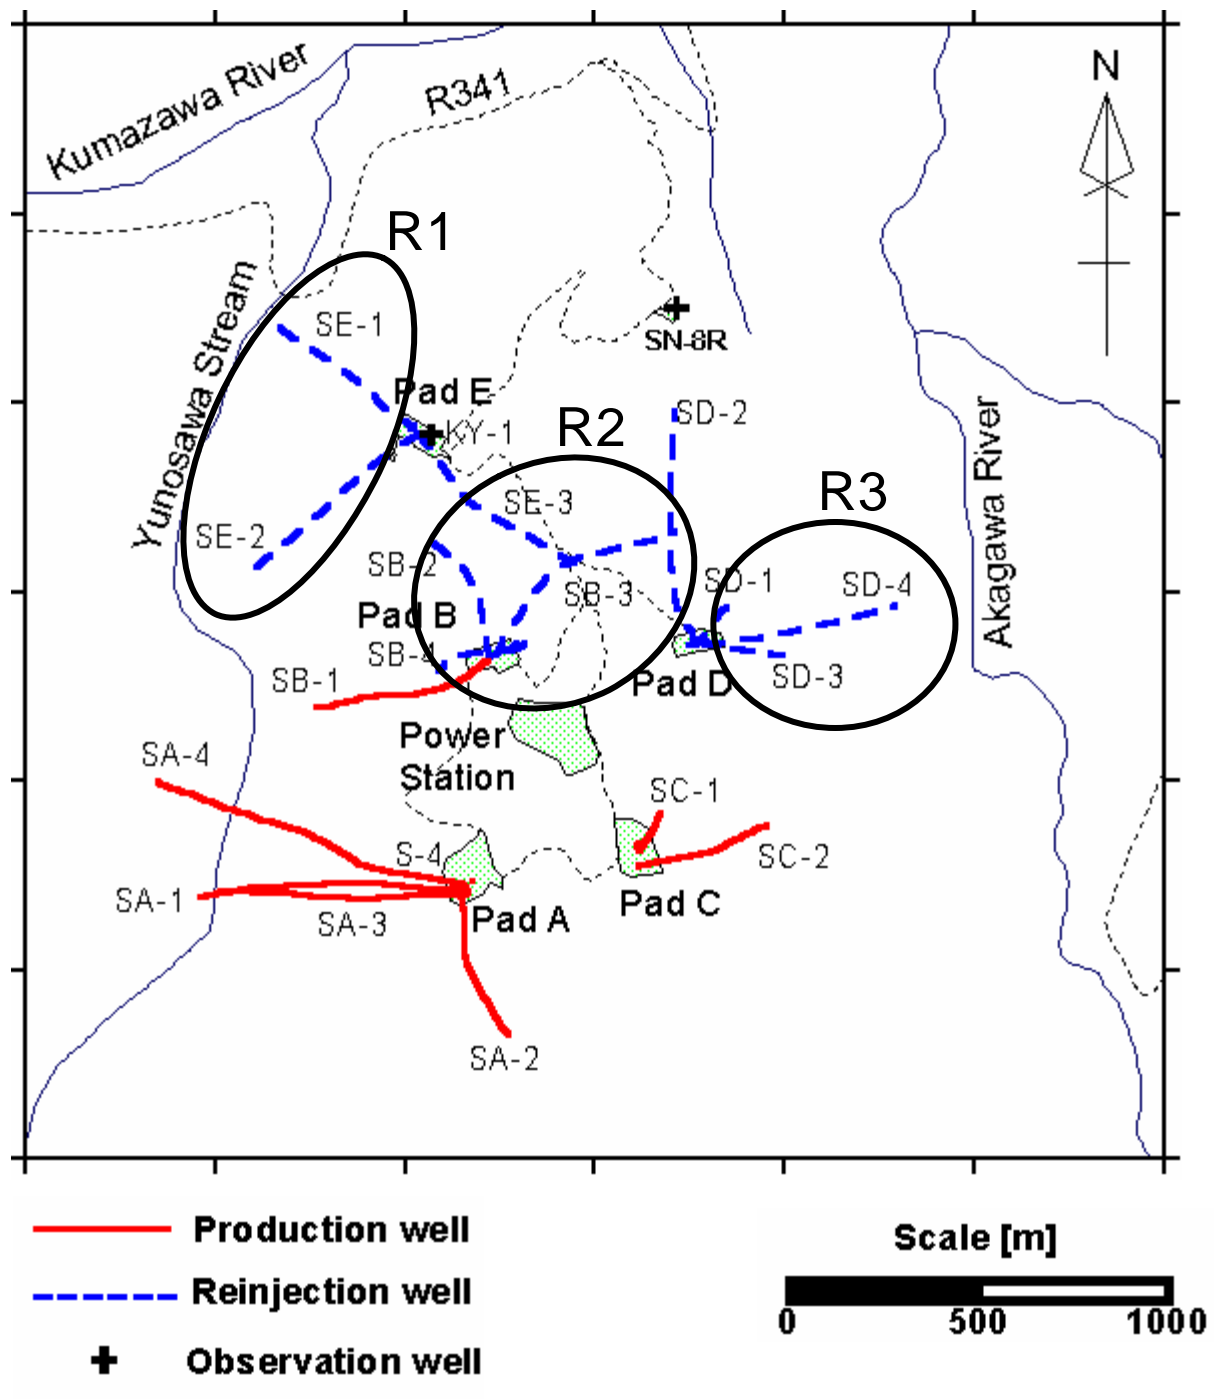 Kumazawa River
R341
N
R1
Yunosawa Stream
SE-1
SN-8R
Pad E
KY-1
SD-2
R2
R3
Akagawa River
SE-3
SE-2
SB-2
SB-3
SD-1
SD-4
Pad B
SB-4
SB-1
Pad D
SD-3
Power
Station
SA-4
SC-1
S-4
SC-2
SA-1
SA-3
Pad A
Pad C
SA-2
Production well
Reinjection well
Observation well
Scale [m]
0 500 1000